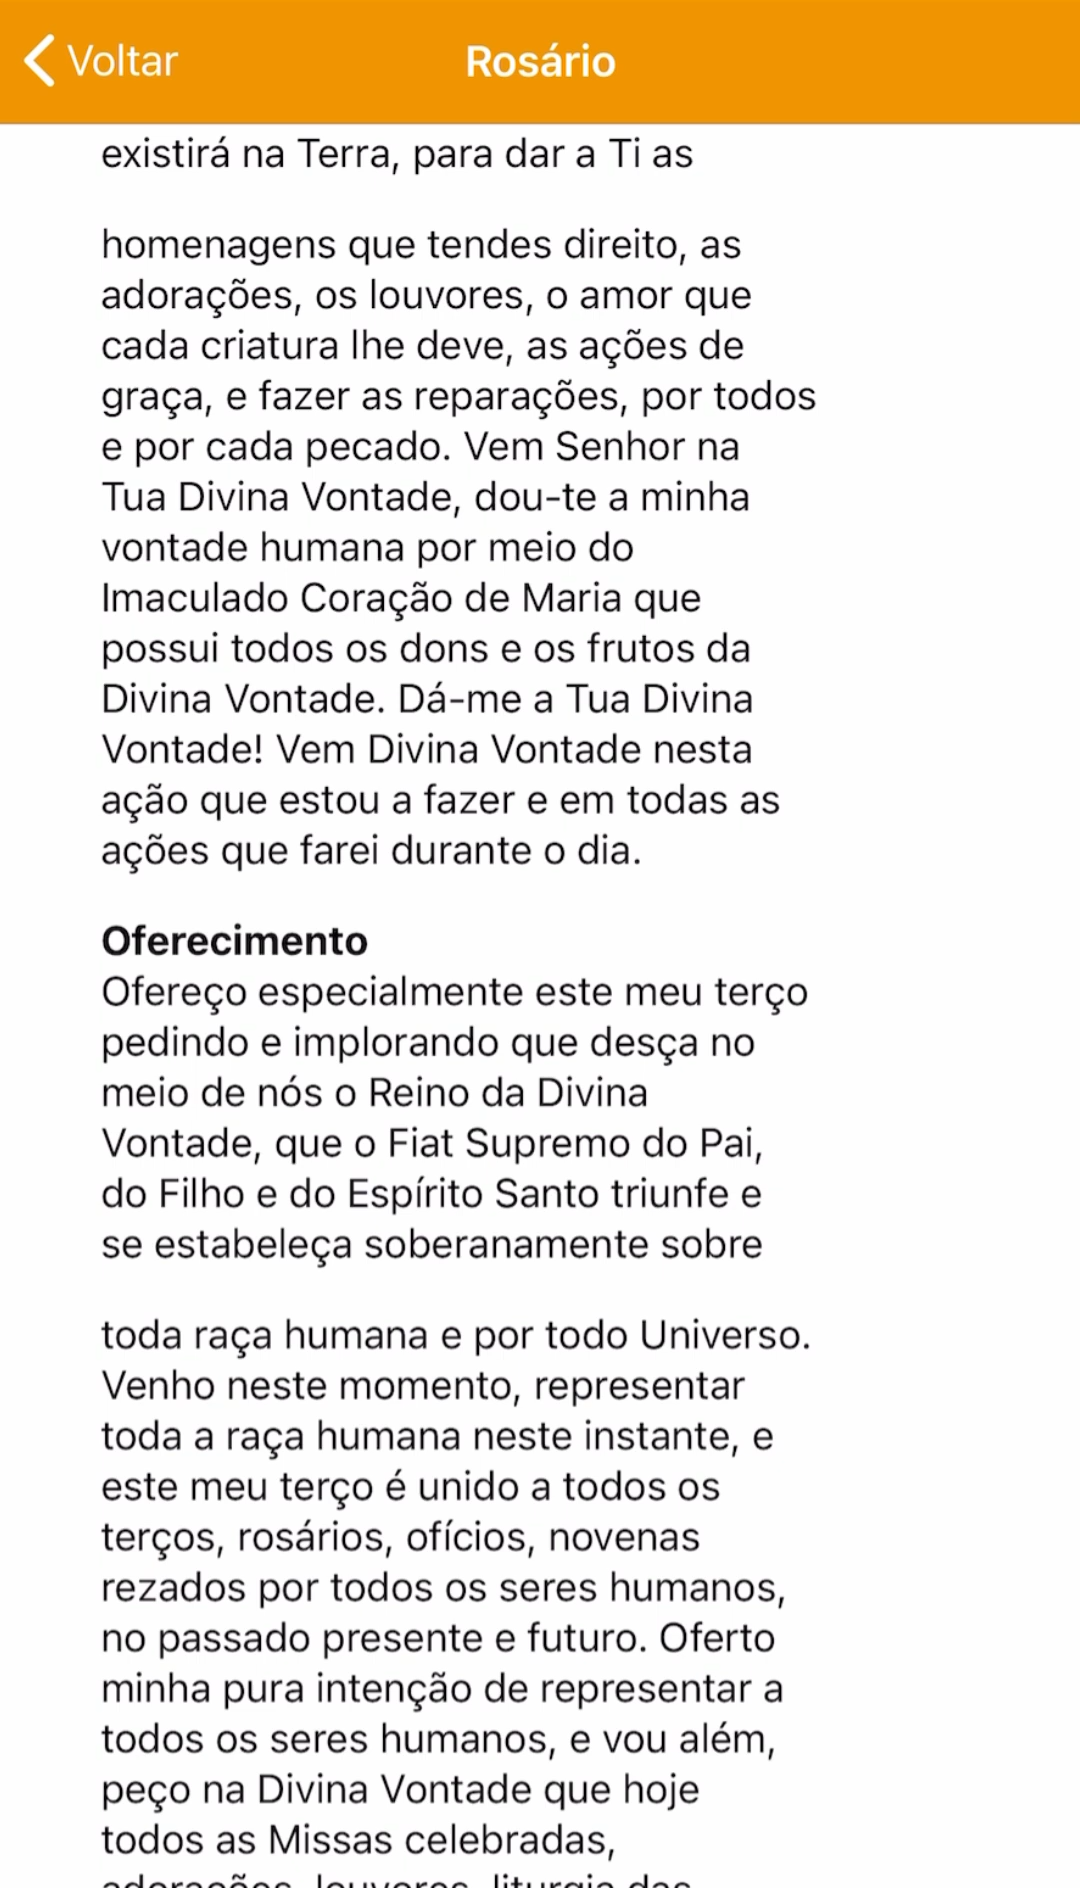 Voltar
Rosário
existirá na Terra, para dar a Ti as
homenagens que tendes direito, as
adorações, os louvores, o amor que
cada criatura lhe deve, as ações de
graça, e fazer as reparações, por todos
e por cada pecado. Vem Senhor na
Tua Divina Vontade, dou-te a minha
vontade humana por meio do
Imaculado Coração de Maria que
possui todos os dons e os frutos da
Divina Vontade. Dá-me a Tua Divina
Vontade! Vem Divina Vontade nesta
ação que estou a fazer e em todas as
ações que farei durante o dia.
Oferecimento
Ofereço especialmente este meu terço
pedindo e implorando que desça no
meio de nós o Reino da Divina
Vontade, que o Fiat Supremo do Pai,
do Filho e do Espírito Santo triunfe e
se estabeleça soberanamente sobre
toda raça humana e por todo Universo.
Venho neste momento, representar
toda a raça humana neste instante, e
este meu terço é unido a todos os
terços, rosários, ofícios, novenas
rezados por todos os seres humanos,
no passado presente e futuro. Oferto
minha pura intenção de representar a
todos os seres humanos, e vou além,
peço na Divina Vontade que hoje
todos as Missas celebradas,
adorações, louvores, liturgia das